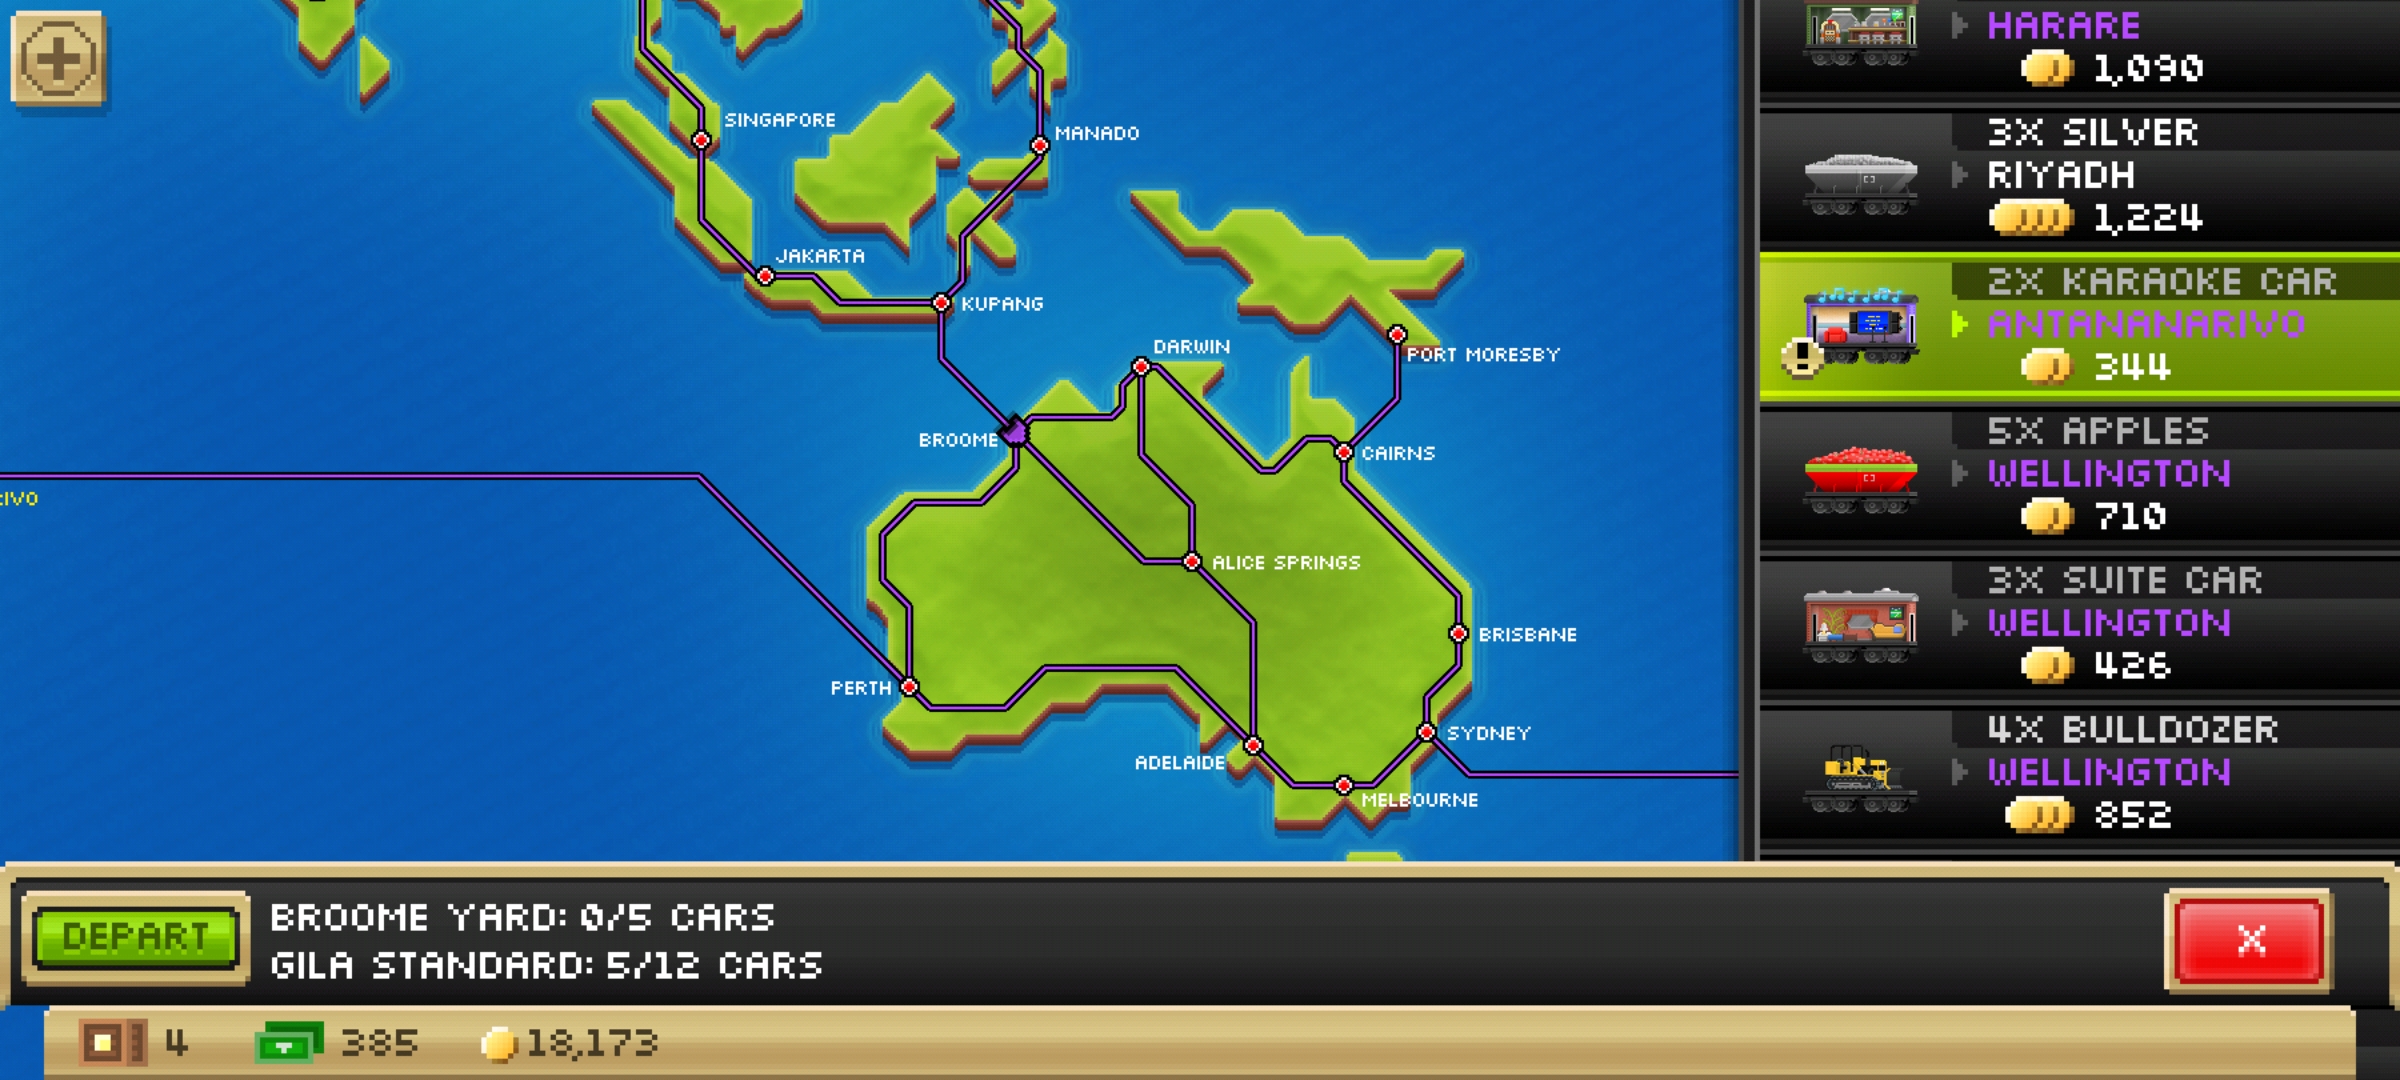 HARARE
1,090
SINGAPORE
MANADO
3X SILVER
RIYADH
1,224
JAKARTA
KUPANG
2X KARAOKE CAR
ANTANANARIVO
344
DARWIN
PORT MORESBY
BROOME
CAIRNS
5X APPLES
WELLINGTON
710
IVO
ALICE SPRINGS
3X SUITE CAR
WELLINGTON
426
BRISBANE
PERTH
SYDNEY
ADELAIDE
MELBOURNE
4X BULLDOZER
WELLINGTON
852
DEPART
BROOME YARD: 0/5 CARS
GILA STANDARD: 5/12 CARS
X
4
385
18,173